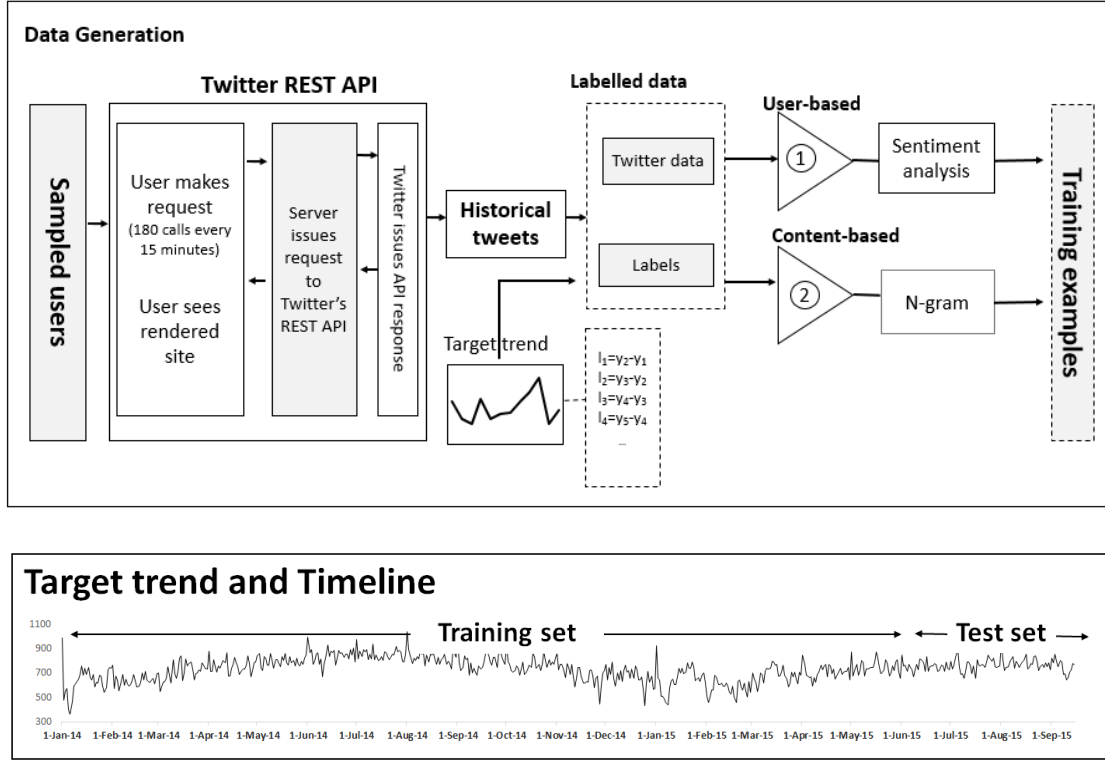 Data Generation
Twitter REST API
Labelled data
Sampled users
User makes
request
(180 calls every
15 minutes)
User sees
rendered
site
Server
issues
request
to
Twitter's
REST API
Twitter issues API response
Historical
tweets
Target trend
Twitter data
Labels
l₁=y₂-y₁
l₂=y₃-y₂
l₃=y₄-y₃
l₄=y₅-y₄
...
User-based
1
Sentiment
analysis
Content-based
2
N-gram
Training examples
Target trend and Timeline
Training set
Test set
1100
900
700
500
300
1-Jan-14 1-Feb-14 1-Mar-14 1-Apr-14 1-May-14 1-Jun-14 1-Jul-14 1-Aug-14 1-Sep-14 1-Oct-14 1-Nov-14 1-Dec-14 1-Jan-15 1-Feb-15 1-Mar-15 1-Apr-15 1-May-15 1-Jun-15 1-Jul-15 1-Aug-15 1-Sep-15